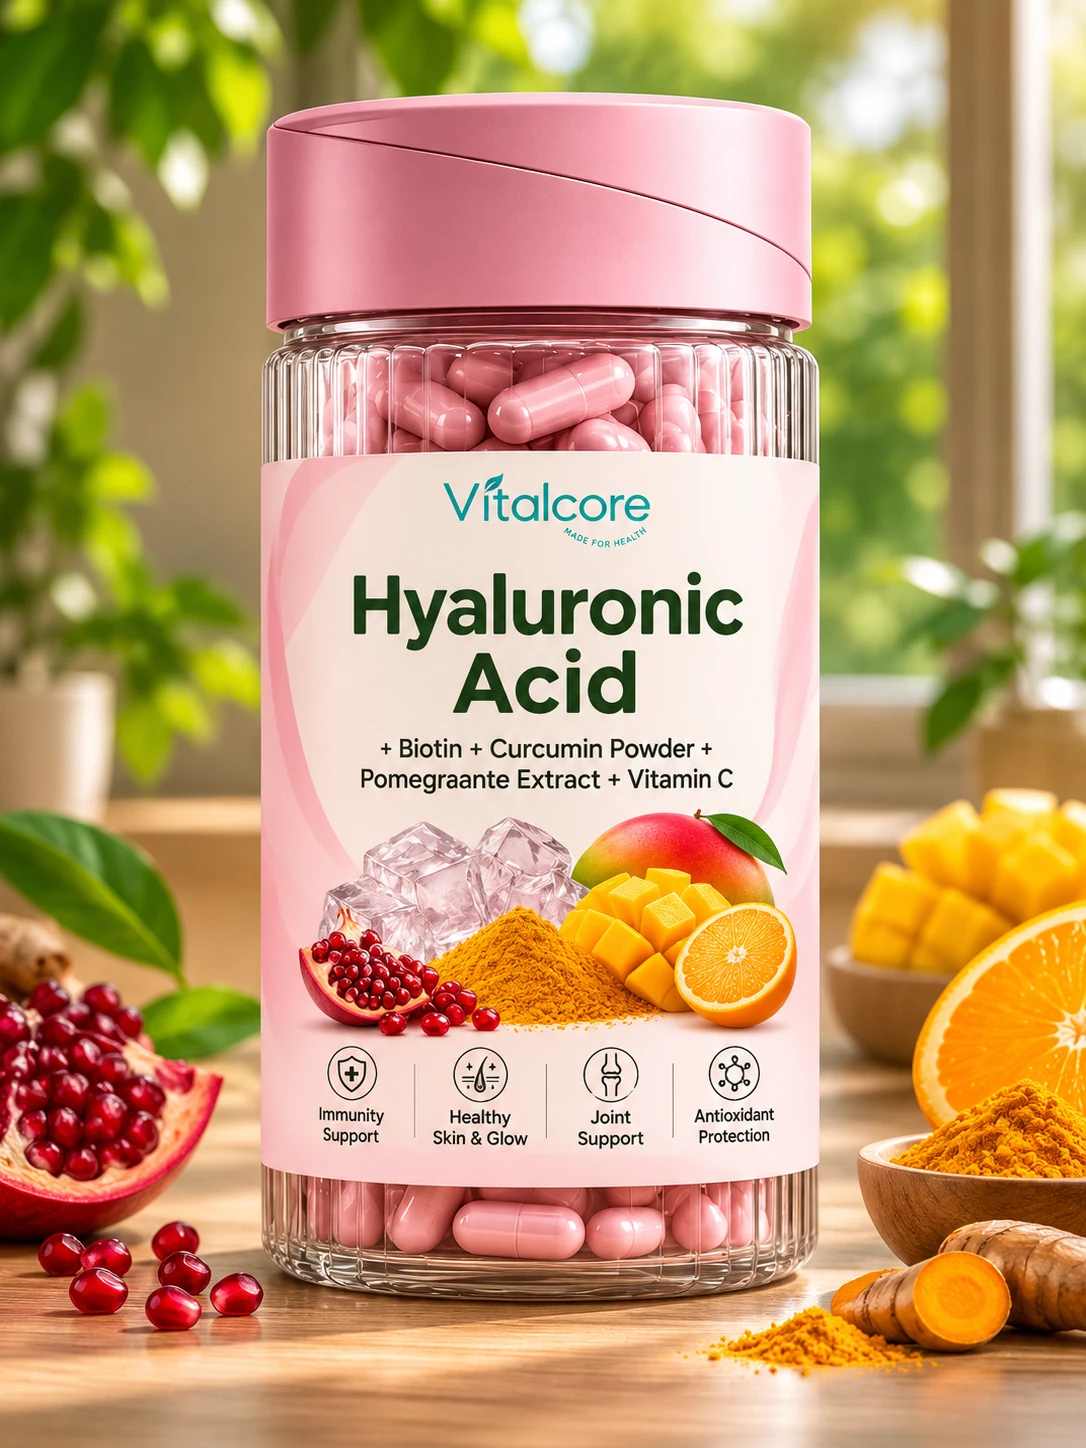 Vitalcore
MADE FOR HEALTH
Hyaluronic
Acid
+ Biotin + Curcumin Powder +
Pomegraante Extract + Vitamin C
Immunity
Support
Healthy
Skin & Glow
Joint
Support
Antioxidant
Protection